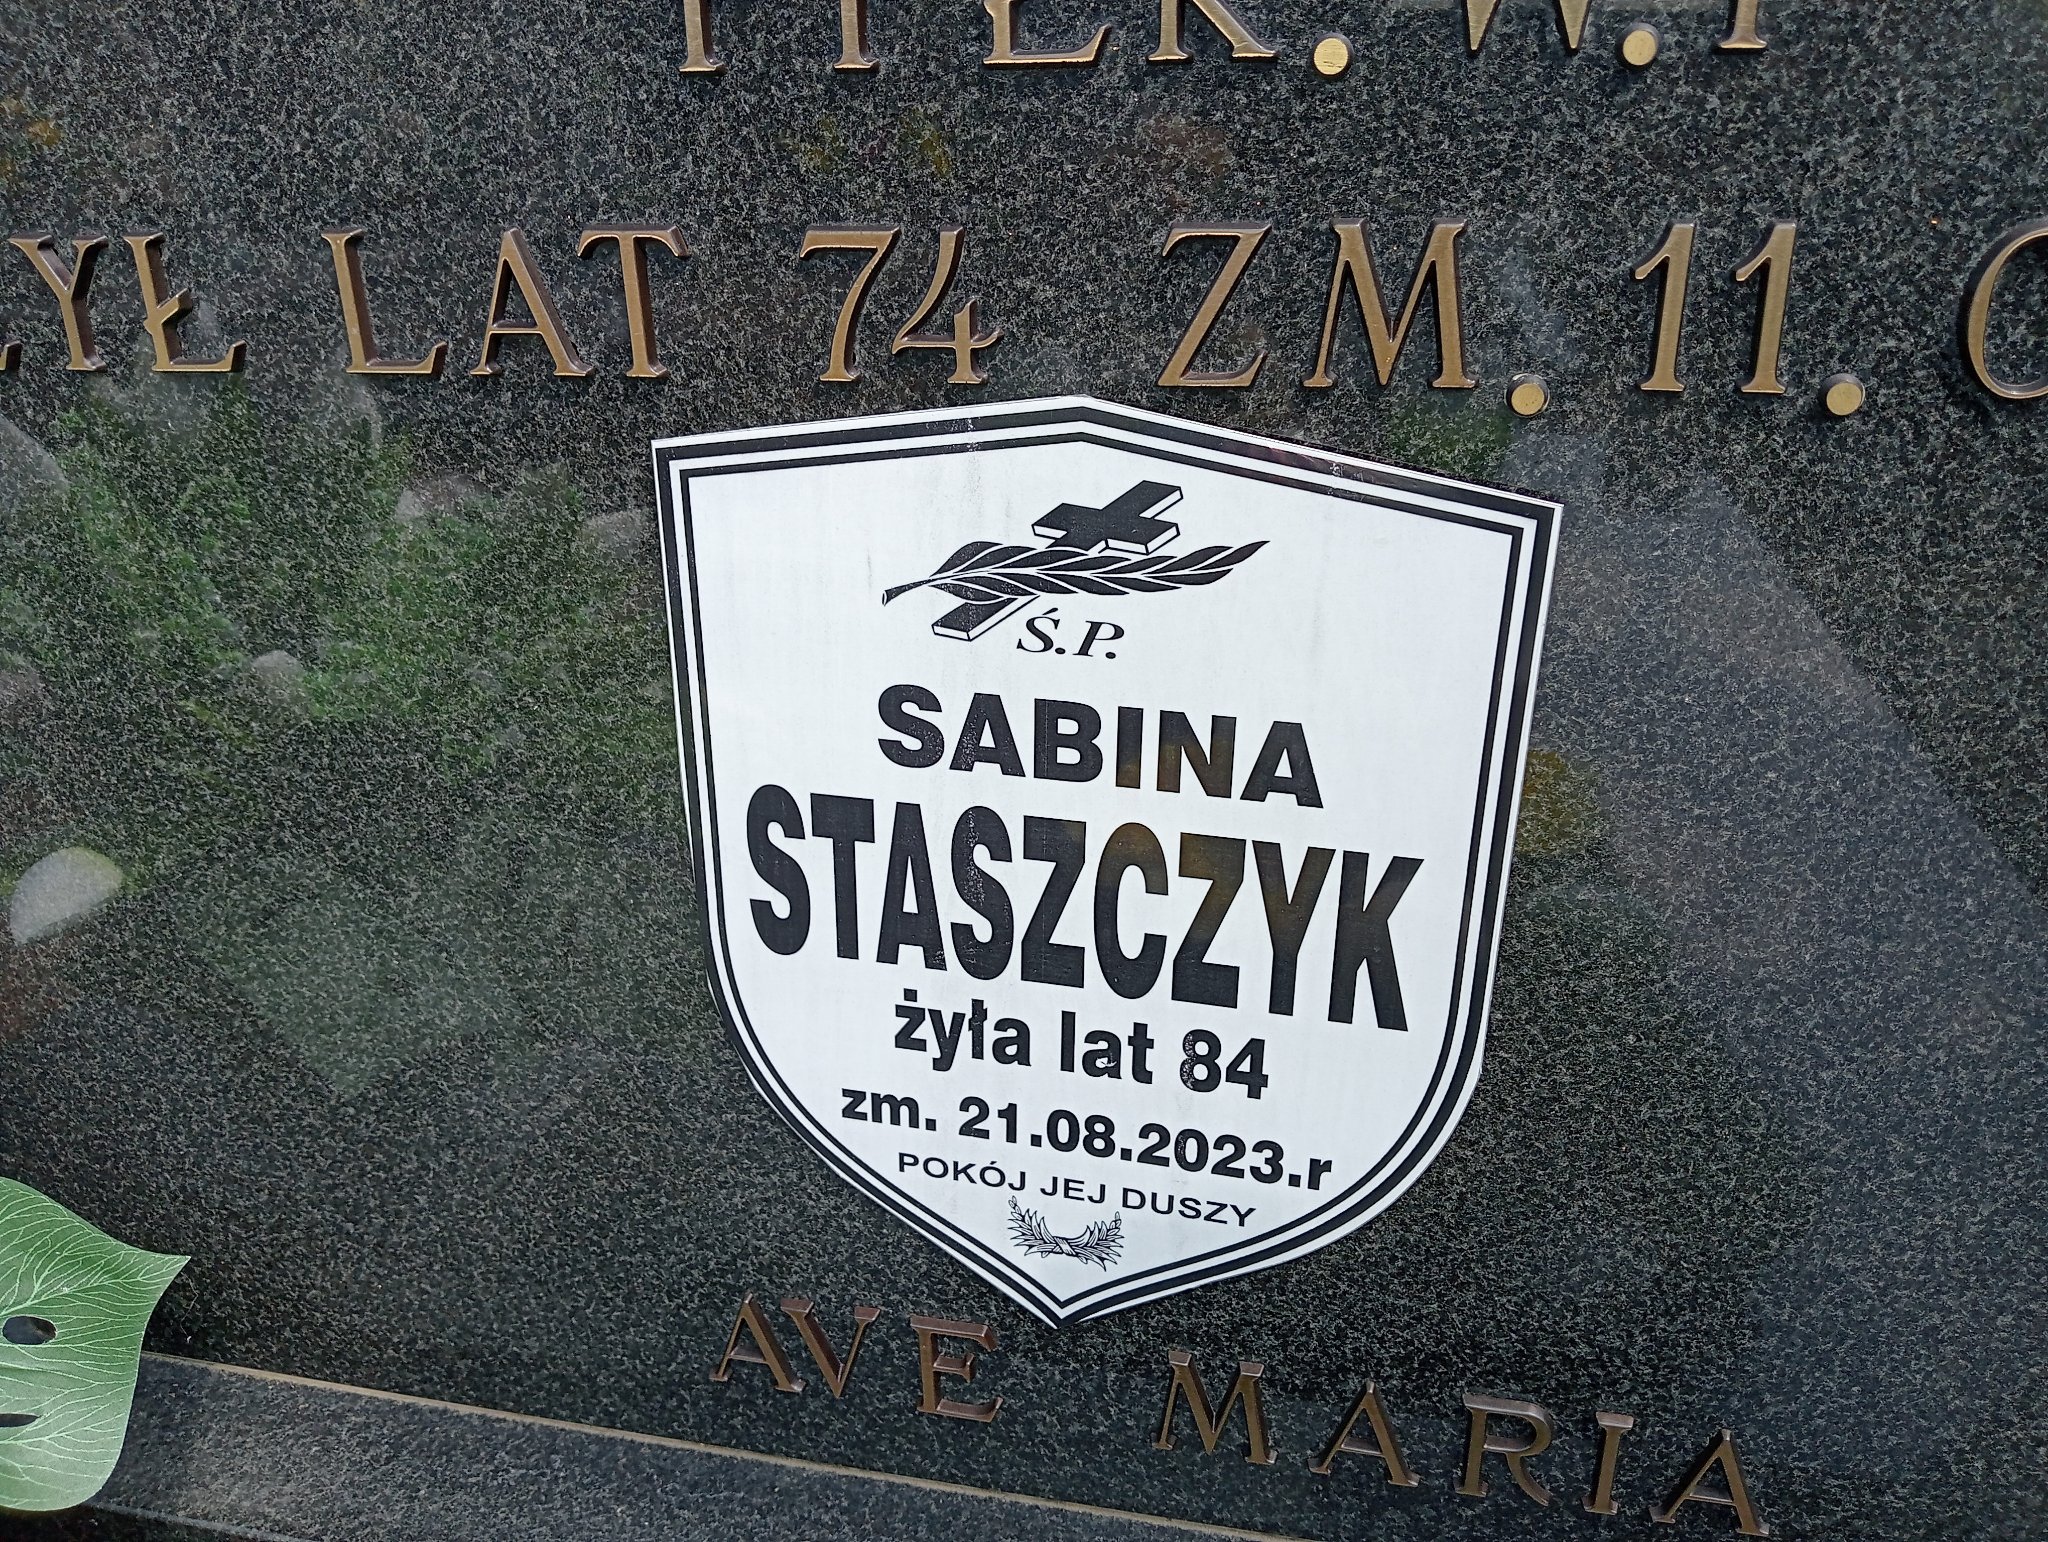 ŻYŁ LAT 74 ZM. 11.
Ś.P.
SABINA
STASZCZYK
żyła lat 84
zm. 21.08.2023.r
POKÓJ JEJ DUSZY
AVE MARIA